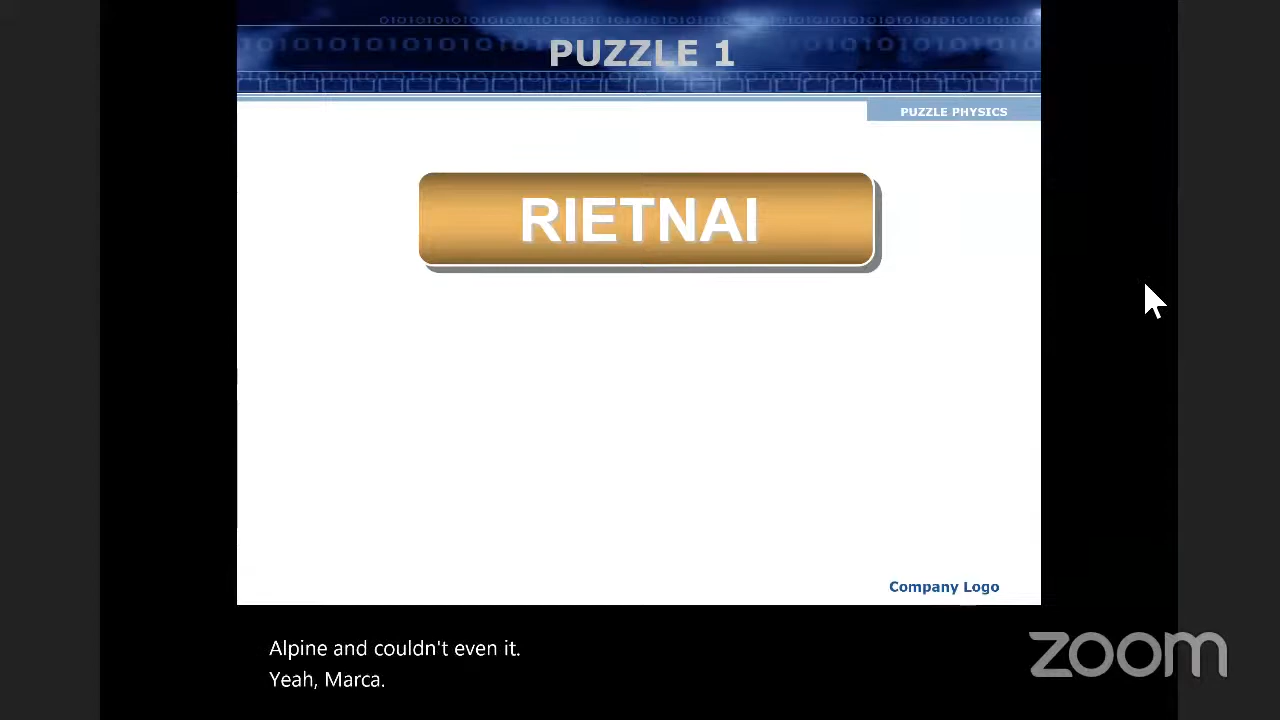 PUZZLE 1
PUZZLE PHYSICS
RIETNAI
Company Logo
Alpine and couldn't even it.
Yeah, Marca.
zoom